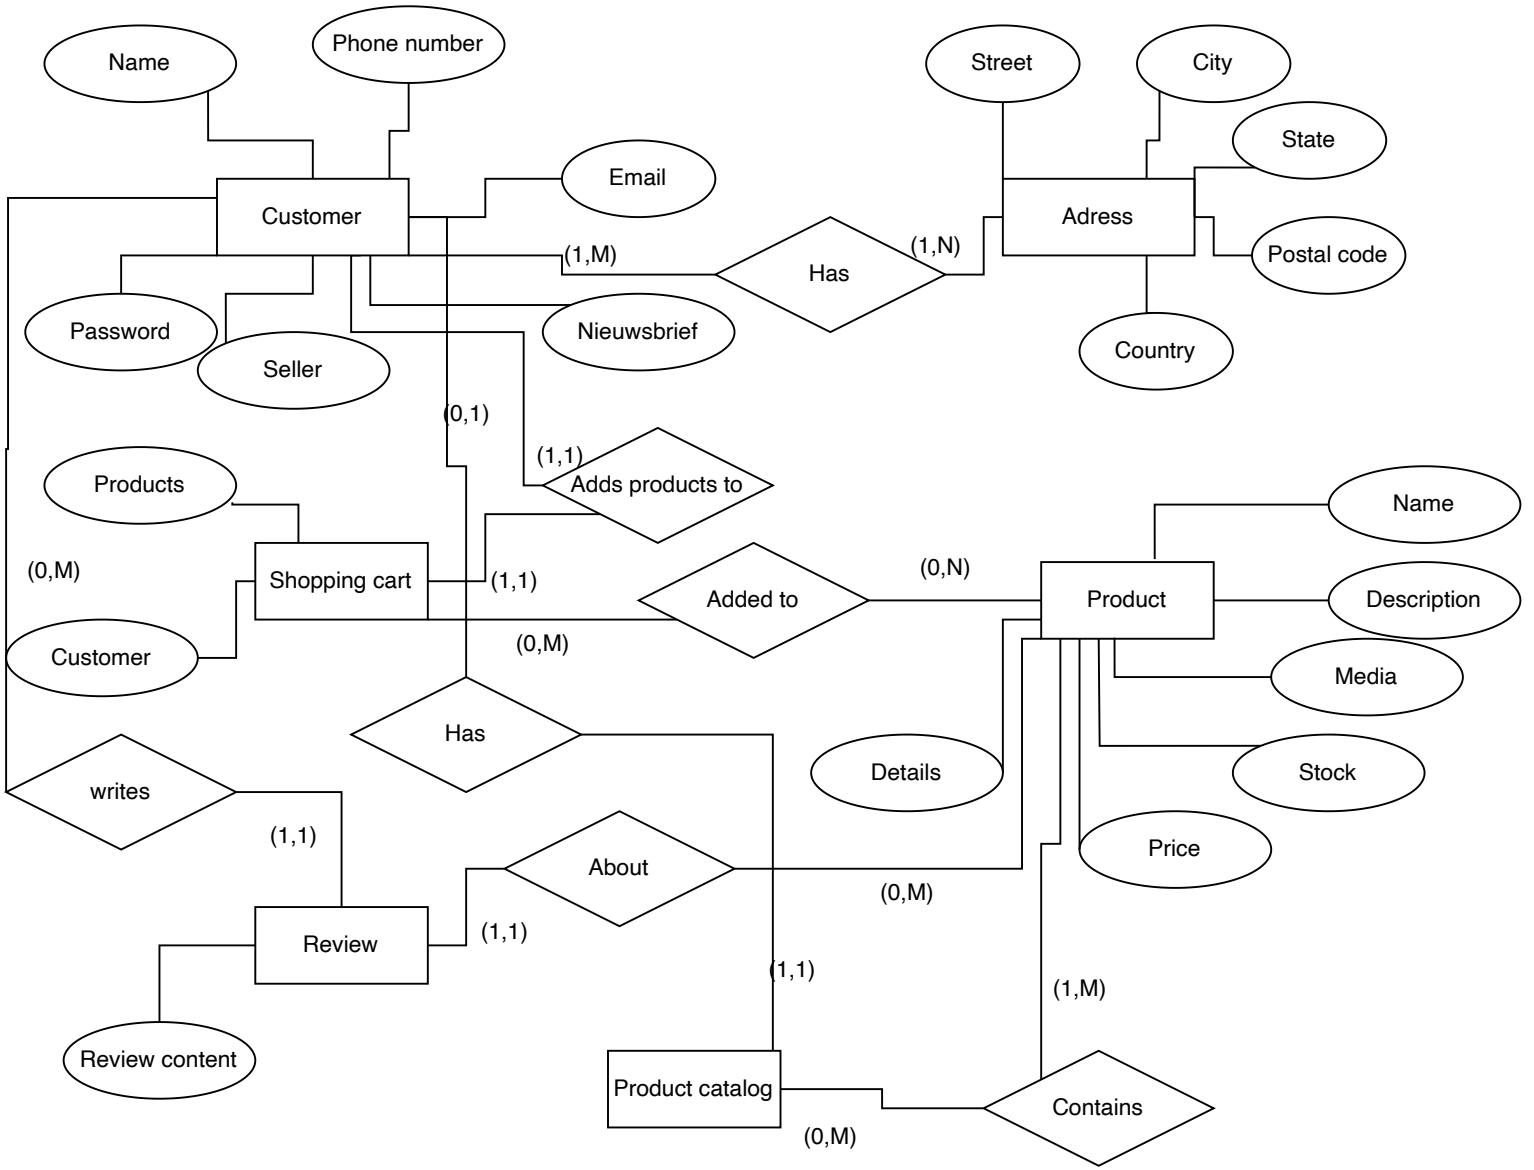 Name
Phone number
Street
City
State
Email
Customer
Adress
(1,M)
(1,N)
Has
Postal code
Password
Nieuwsbrief
Seller
Country
(0,1)
(1,1)
Products
Adds products to
Name
(0,M)
Shopping cart
(1,1)
(0,N)
Added to
Product
Description
(0,M)
Customer
Media
Has
Details
Stock
writes
(1,1)
Price
About
(0,M)
(1,1)
Review
(1,1)
(1,M)
Review content
Product catalog
Contains
(0,M)